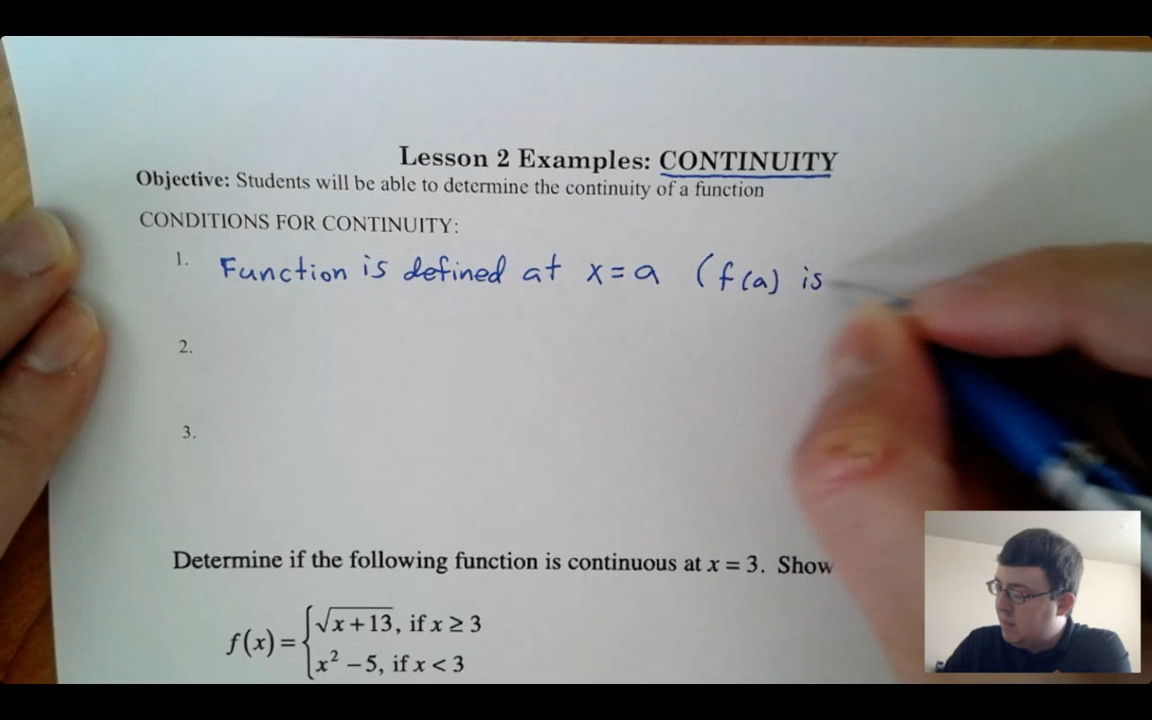 Lesson 2 Examples: CONTINUITY
Objective: Students will be able to determine the continuity of a function
CONDITIONS FOR CONTINUITY:
1. Function is defined at x=a (f(a) is
2.
3.
Determine if the following function is continuous at x = 3. Show
f(x) = { √x+13, if x ≥ 3
x² – 5, if x < 3